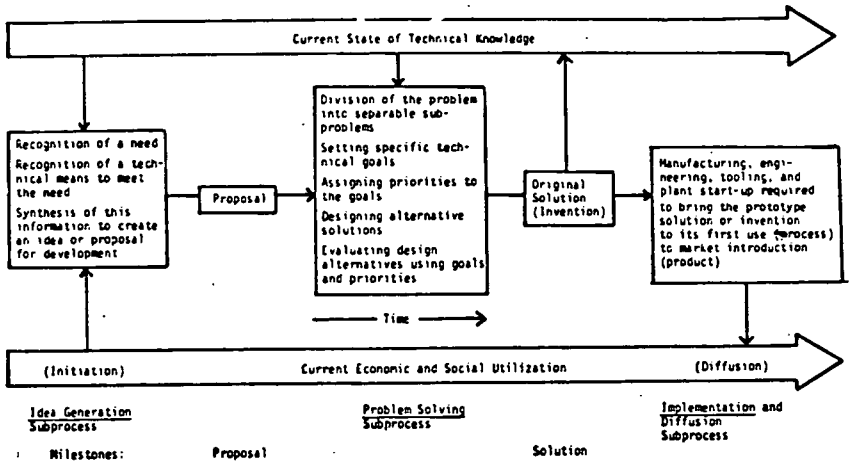 Current State of Technical Knowledge
Recognition of a need
Recognition of a tech-
nical means to meet
the need
Synthesis of this
information to create
an idea or proposal
for development
Proposal
Division of the problem
into separable sub-
problems
Setting specific tech-
nical goals
Assigning priorities to
the goals
Designing alternative
solutions
Evaluating design
alternatives using goals
and priorities
Original
Solution
(Invention)
Manufacturing, engi-
neering, tooling, and
plant start-up required
to bring the prototype
solution or invention
to its first use (process)
to market introduction
(product)
Time
(Initiation) Current Economic and Social Utilization (Diffusion)
Idea Generation
Subprocess
Problem Solving
Subprocess
Implementation and
Diffusion
Subprocess
Milestones: Proposal Solution